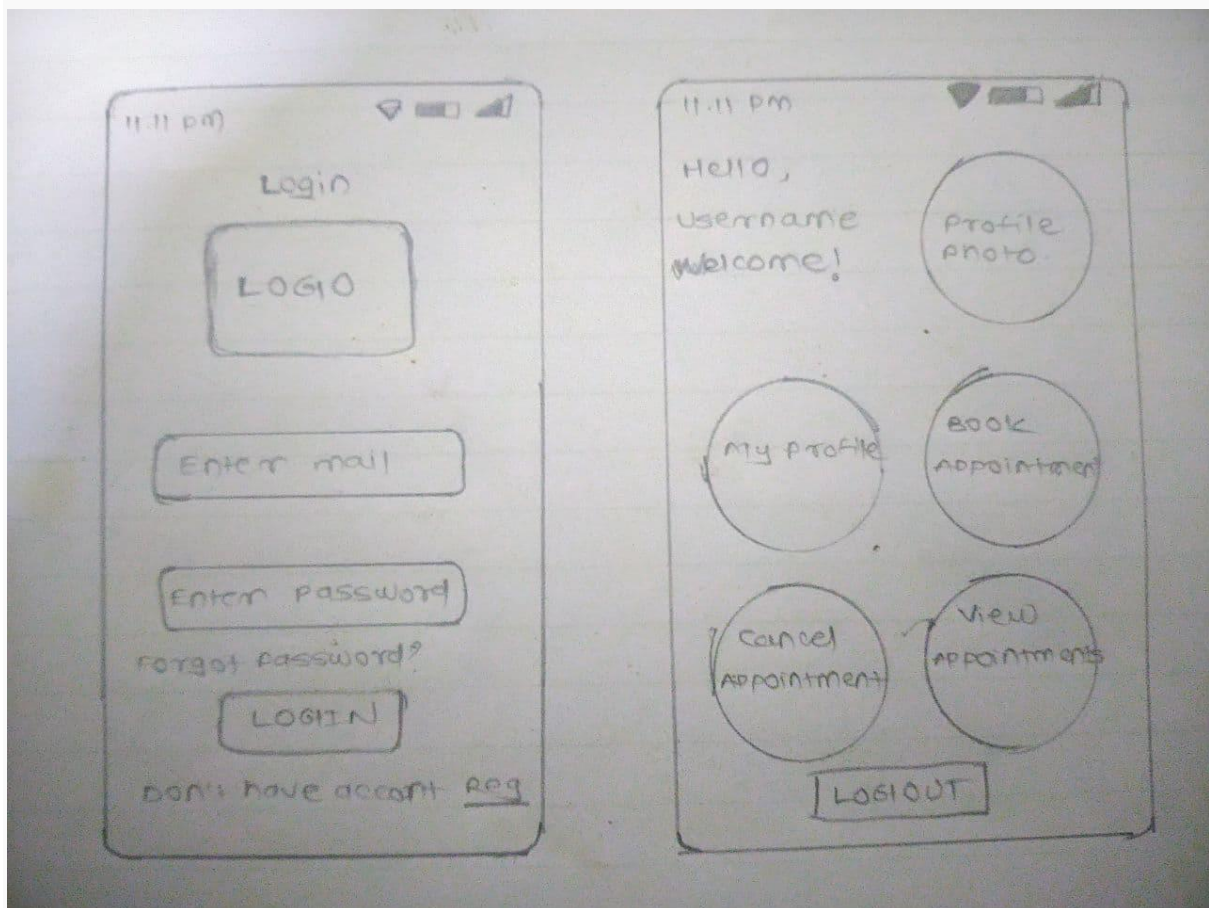 11.11 pm
Login
LOGO
Enter mail
Enter password
Forgot password?
LOGIN
Don't have accont Reg
11.11 pm
Hello,
username
welcome!
profile
photo.
My profile
BOOK
Appointment
cancel
Appointment
view
Appointments
LOGOUT